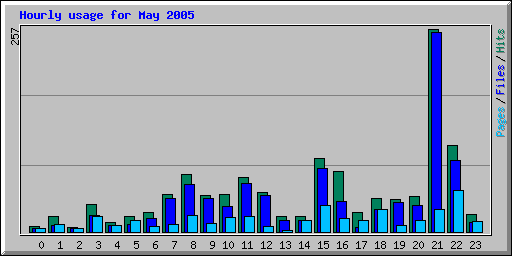 Hourly usage for May 2005
257
Pages/Files/Hits
0 1 2 3 4 5 6 7 8 9 10 11 12 13 14 15 16 17 18 19 20 21 22 23